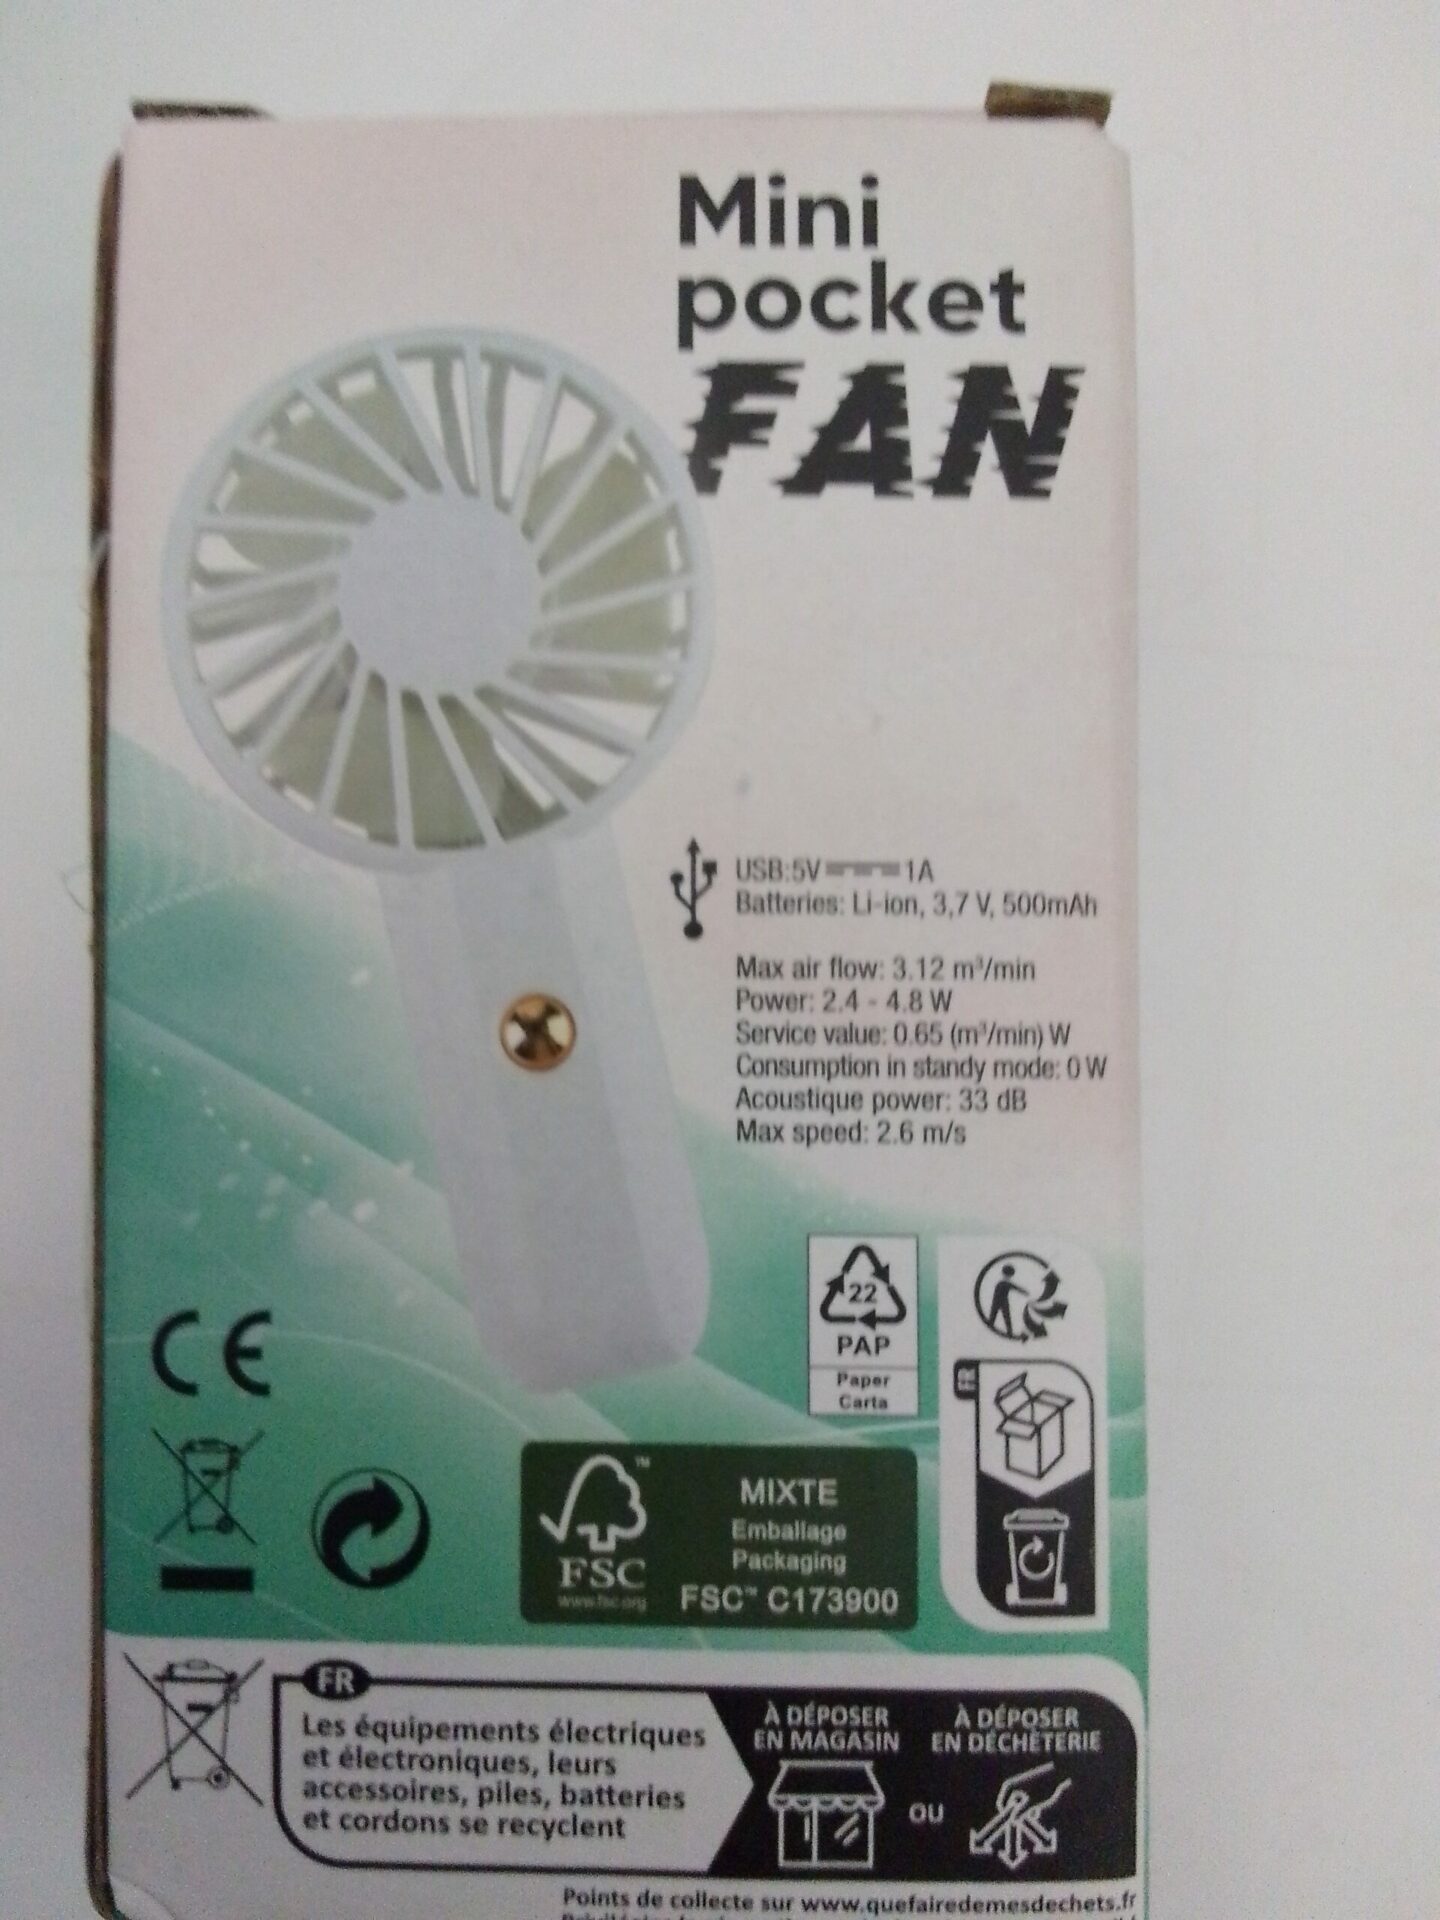 Mini
pocket
FAN
USB:5V 1A
Batteries: Li-ion, 3,7 V, 500mAh
Max air flow: 3.12 m³/min
Power: 2.4 - 4.8 W
Service value: 0.65 (m³/min) W
Consumption in standy mode: 0 W
Acoustique power: 33 dB
Max speed: 2.6 m/s
22
PAP
Paper
Carta
CE
FSC™
www.fsc.org
MIXTE
Emballage
Packaging
FSC™ C173900
FR
Les équipements électriques
et électroniques, leurs
accessoires, piles, batteries
et cordons se recyclent
À DÉPOSER
EN MAGASIN
OU
À DÉPOSER
EN DÉCHÈTERIE
Points de collecte sur www.quefairedemesdechets.fr